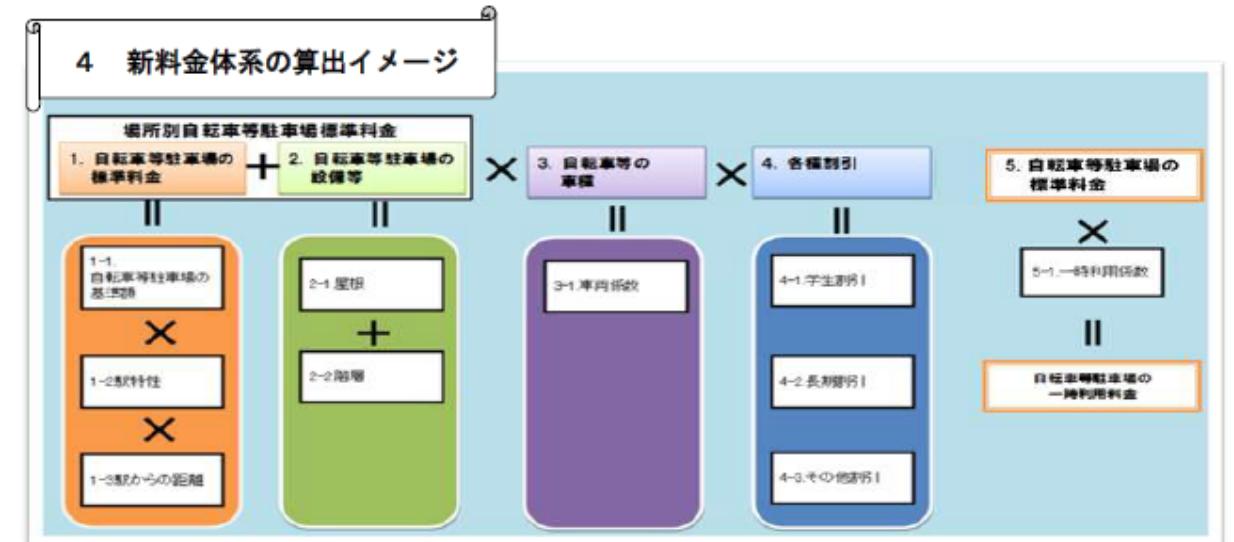 4 新料金体系の算出イメージ
場所別自転車等駐車場標準料金
1. 自転車等駐車場の
標準料金
+
2. 自転車等駐車場の
設備等
×
3. 自転車等の
車種
×
4. 各種割引
5. 自転車等駐車場の
標準料金
=
=
=
=
×
1-1.
自転車等駐車場の
基準額
×
1-2駅特性
×
1-3駅からの距離
2-1.屋根
+
2-2.階層
3-1.車両係数
4-1.学生割引
4-2.長期割引
4-3.その他割引
5-1.一時利用係数
=
自転車等駐車場の
一時利用料金